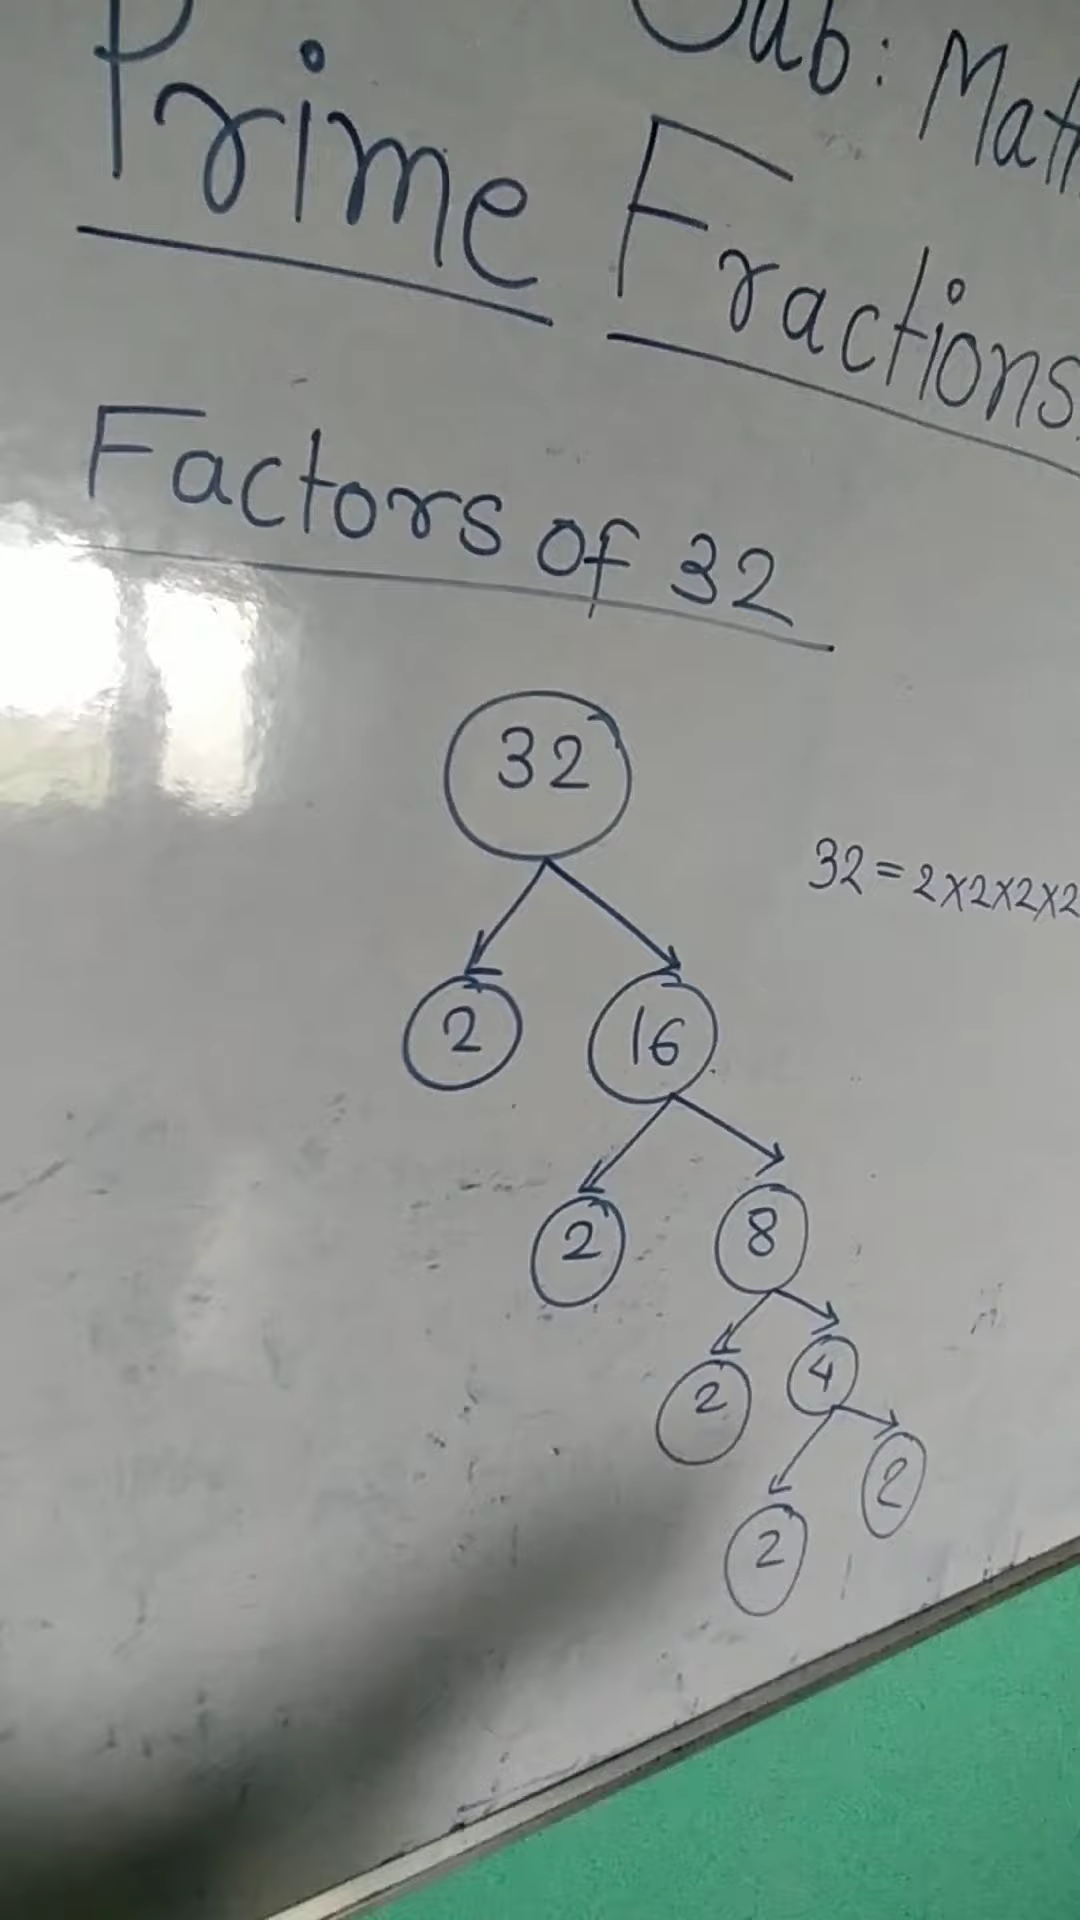 Sub: Mat
Prime Fractions
Factors of 32
32
32 = 2x2x2x2
2 16
2 8
2 4
2 2